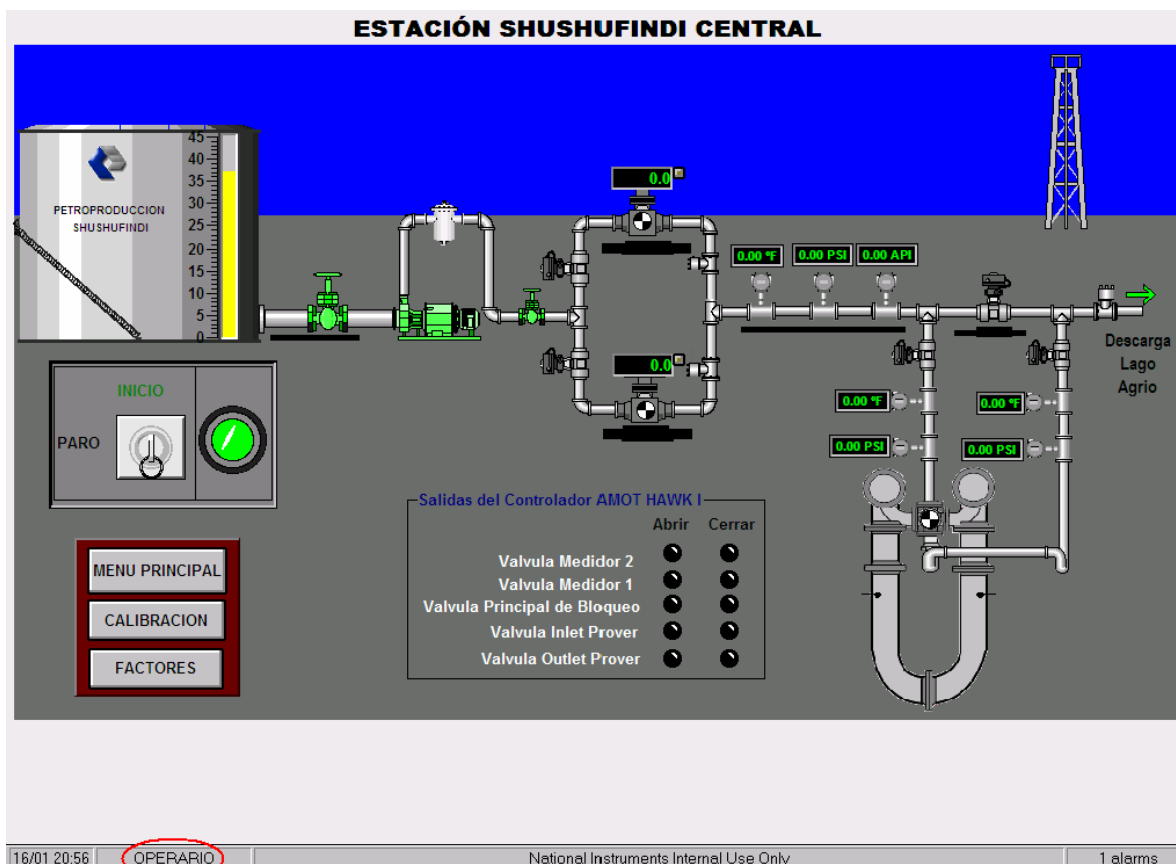 ESTACIÓN SHUSHUFINDI CENTRAL
45
40
35
30
25
20
15
10
5
0
PETROPRODUCCION
SHUSHUFINDI
0.0
0.0
0.00 ºF
0.00 PSI
0.00 API
Descarga
Lago
Agrio
0.00 ºF
0.00 ºF
0.00 PSI
0.00 PSI
INICIO
PARO
Salidas del Controlador AMOT HAWK I
Abrir Cerrar
Valvula Medidor 2
Valvula Medidor 1
Valvula Principal de Bloqueo
Valvula Inlet Prover
Valvula Outlet Prover
MENU PRINCIPAL
CALIBRACION
FACTORES
16/01 20:56 OPERARIO National Instruments Internal Use Only 1 alarms